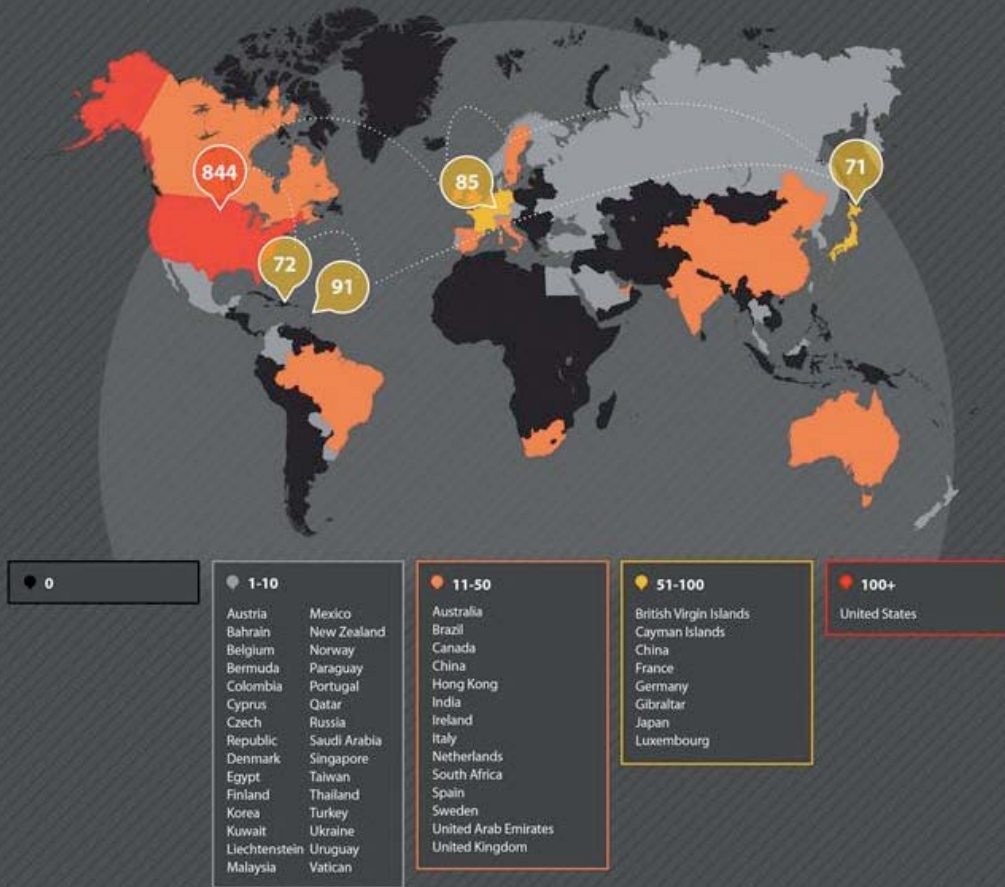 844
85
71
72
91
0
1-10
Austria
Bahrain
Belgium
Bermuda
Colombia
Cyprus
Czech
Republic
Denmark
Egypt
Finland
Korea
Kuwait
Liechtenstein
Malaysia
Mexico
New Zealand
Norway
Paraguay
Portugal
Qatar
Russia
Saudi Arabia
Singapore
Taiwan
Thailand
Turkey
Ukraine
Uruguay
Vatican
11-50
Australia
Brazil
Canada
China
Hong Kong
India
Ireland
Italy
Netherlands
South Africa
Spain
Sweden
United Arab Emirates
United Kingdom
51-100
British Virgin Islands
Cayman Islands
China
France
Germany
Gibraltar
Japan
Luxembourg
100+
United States